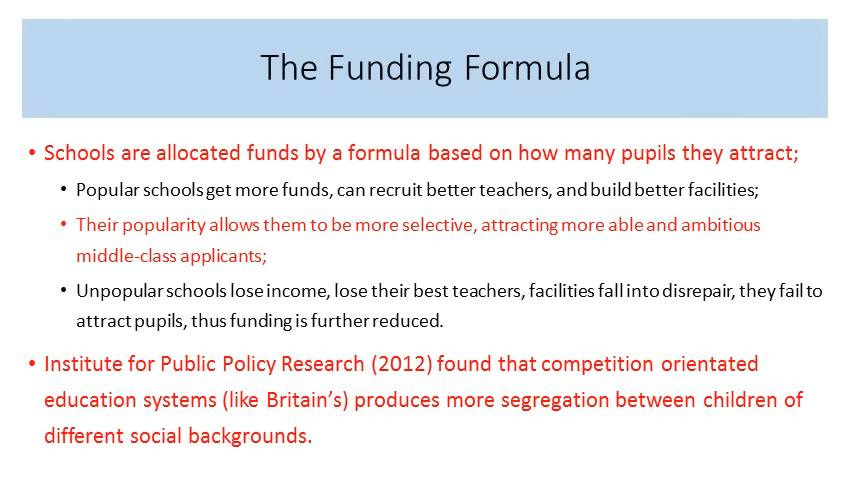 The Funding Formula
• Schools are allocated funds by a formula based on how many pupils they attract;
• Popular schools get more funds, can recruit better teachers, and build better facilities;
• Their popularity allows them to be more selective, attracting more able and ambitious
middle-class applicants;
• Unpopular schools lose income, lose their best teachers, facilities fall into disrepair, they fail to
attract pupils, thus funding is further reduced.
• Institute for Public Policy Research (2012) found that competition orientated
education systems (like Britain’s) produces more segregation between children of
different social backgrounds.